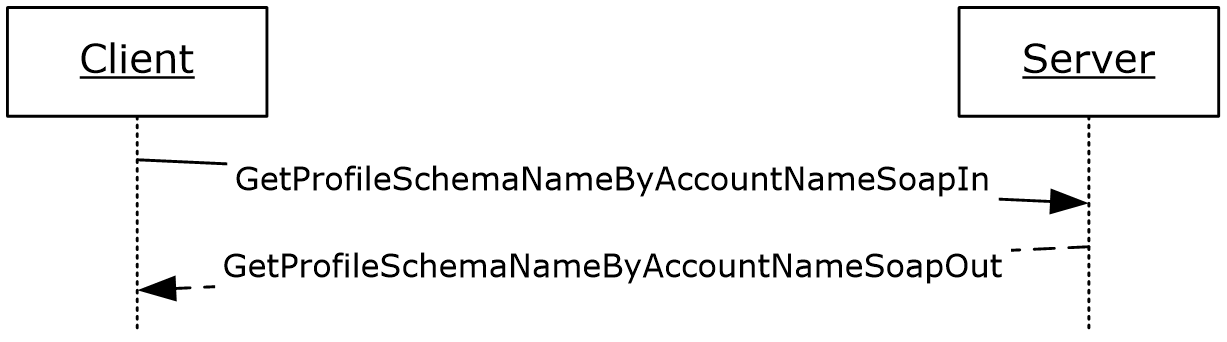 Client
Server
GetProfileSchemaNameByAccountNameSoapIn
GetProfileSchemaNameByAccountNameSoapOut